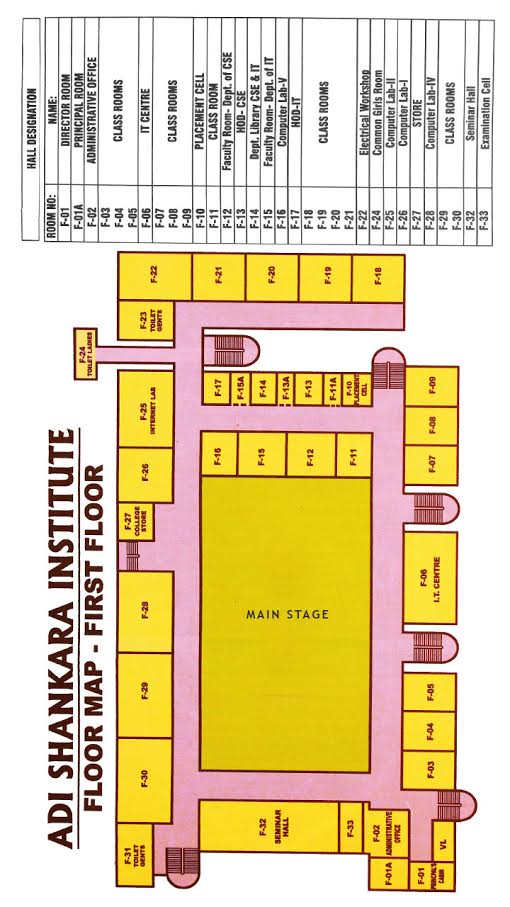 ADI SHANKARA INSTITUTE
FLOOR MAP - FIRST FLOOR
F-24
TOILET LADIES
F-31
TOILET
GENTS
F-30
F-29
F-28
F-27
COLLEGE
STORE
F-26
F-25
INTERNET LAB
F-23
TOILET
GENTS
F-22
F-21
F-20
F-19
F-18
F-17
F-15A
F-14
F-13A
F-13
F-11A
F-10
PLACEMENT
CELL
F-16
F-15
F-12
F-11
MAIN STAGE
F-32
SEMINAR
HALL
F-33
F-02
ADMINISTRATIVE
OFFICE
F-01A
F-01
PRINCIPAL'S
CABIN
VL
F-03
F-04
F-05
F-06
I.T. CENTRE
F-07
F-08
F-09
HALL DESIGNATION
ROOM NO: NAME:
F-01 DIRECTOR ROOM
F-01A PRINCIPAL ROOM
F-02 ADMINISTRATIVE OFFICE
F-03
F-04 CLASS ROOMS
F-05
F-06 IT CENTRE
F-07
F-08 CLASS ROOMS
F-09
F-10 PLACEMENT CELL
F-11 CLASS ROOM
F-12 Faculty Room- Dept. of CSE
F-13 HOD- CSE
F-14 Dept. Library CSE & IT
F-15 Faculty Room- Dept. of IT
F-16 Computer Lab-V
F-17 HOD-IT
F-18
F-19 CLASS ROOMS
F-20
F-21
F-22 Electrical Workshop
F-24 Common Girls Room
F-25 Computer Lab-II
F-26 Computer Lab-I
F-27 STORE
F-28 Computer Lab-IV
F-29 CLASS ROOMS
F-30
F-32 Seminar Hall
F-33 Examination Cell